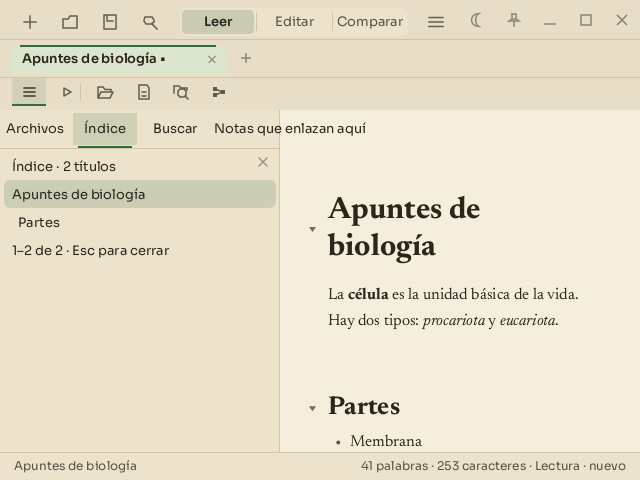 Leer
Editar
Comparar
Apuntes de biología •
Archivos
Índice
Buscar
Notas que enlazan aquí
Índice · 2 títulos
Apuntes de biología
Partes
1–2 de 2 · Esc para cerrar
Apuntes de
biología
La célula es la unidad básica de la vida.
Hay dos tipos: procariota y eucariota.
Partes
• Membrana
Apuntes de biología
41 palabras · 253 caracteres · Lectura · nuevo